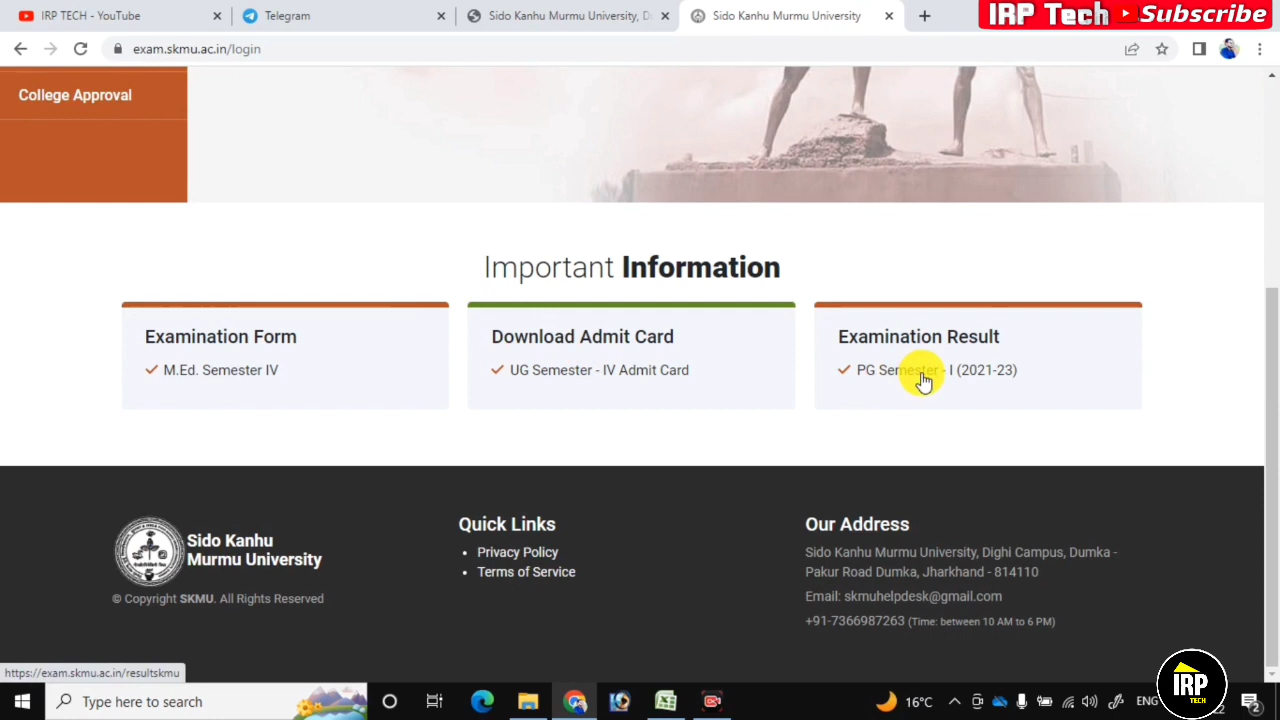 IRP TECH - YouTube
Telegram
Sido Kanhu Murmu University, D
Sido Kanhu Murmu University
IRP Tech Subscribe
exam.skmu.ac.in/login
College Approval
Important Information
Examination Form
M.Ed. Semester IV
Download Admit Card
UG Semester - IV Admit Card
Examination Result
PG Semester - I (2021-23)
Sido Kanhu
Murmu University
© Copyright SKMU. All Rights Reserved
Quick Links
Privacy Policy
Terms of Service
Our Address
Sido Kanhu Murmu University, Dighi Campus, Dumka -
Pakur Road Dumka, Jharkhand - 814110
Email: skmuhelpdesk@gmail.com
+91-7366987263 (Time: between 10 AM to 6 PM)
https://exam.skmu.ac.in/resultskmu
Type here to search
16°C
ENG
2
IRP
TECH